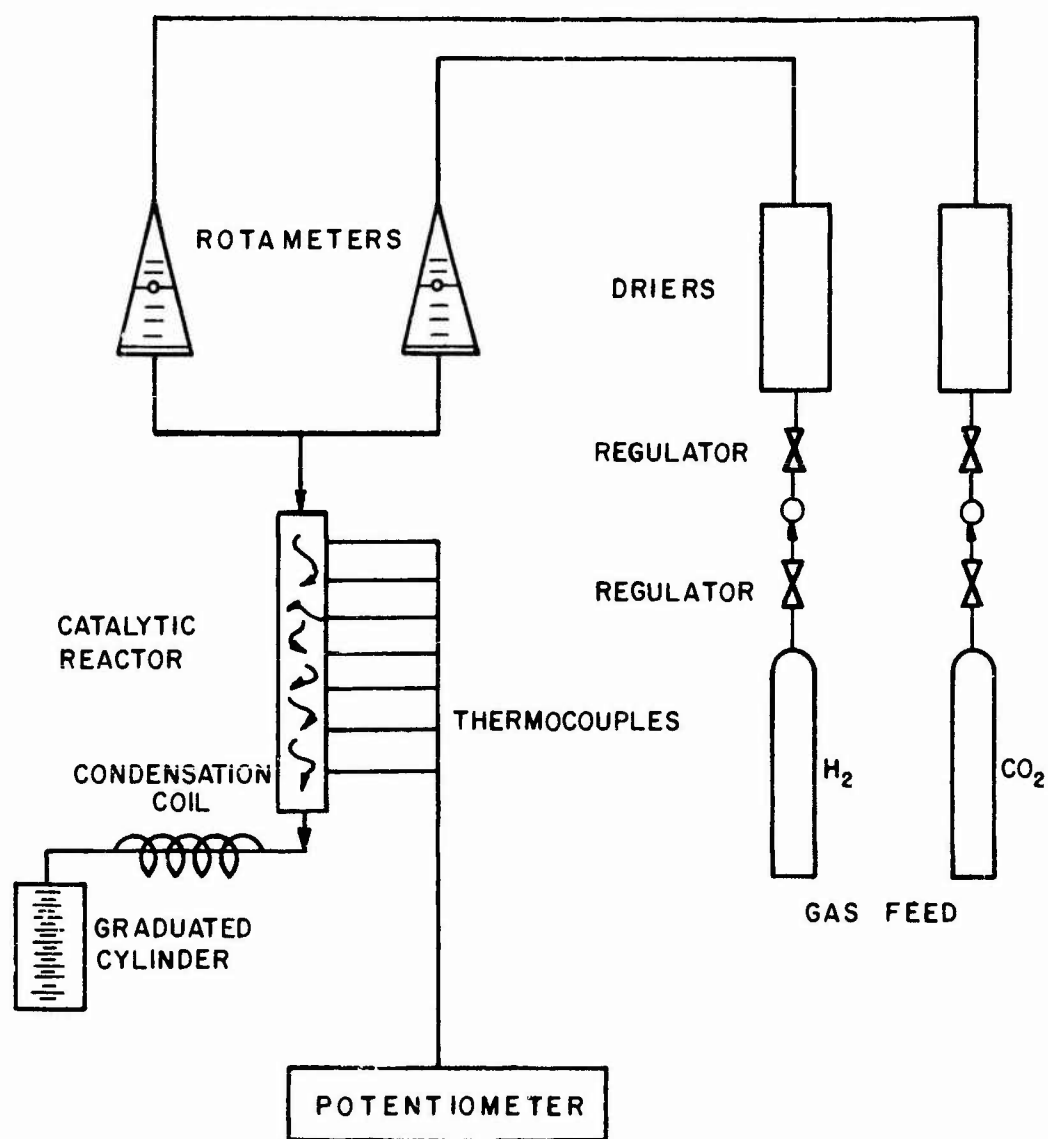 ROTAMETERS
DRIERS
REGULATOR
REGULATOR
CATALYTIC
REACTOR
THERMOCOUPLES
CONDENSATION
COIL
H₂
CO₂
GRADUATED
CYLINDER
GAS FEED
POTENTIOMETER